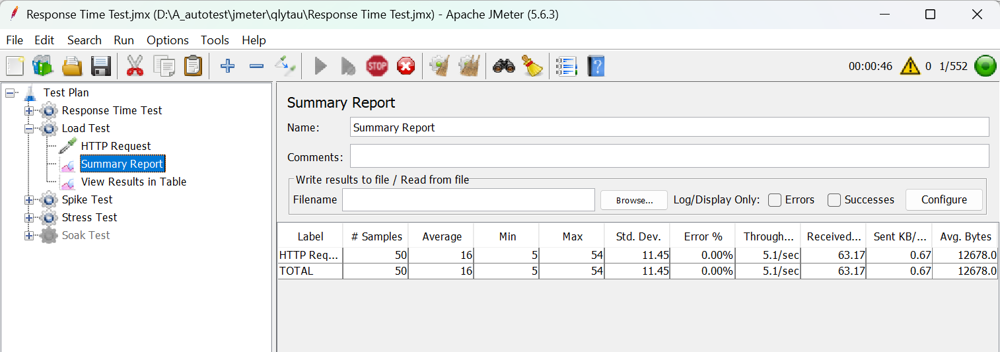 Response Time Test.jmx (D:\A_autotest\jmeter\qlytau\Response Time Test.jmx) - Apache JMeter (5.6.3)
File Edit Search Run Options Tools Help
STOP ? 00:00:46 0 1/552
Test Plan
Response Time Test
Load Test
HTTP Request
Summary Report
View Results in Table
Spike Test
Stress Test
Soak Test
Summary Report
Name: Summary Report
Comments:
Write results to file / Read from file
Filename Browse... Log/Display Only: Errors Successes Configure
Label # Samples Average Min Max Std. Dev. Error % Through... Received... Sent KB/... Avg. Bytes
HTTP Req... 50 16 5 54 11.45 0.00% 5.1/sec 63.17 0.67 12678.0
TOTAL 50 16 5 54 11.45 0.00% 5.1/sec 63.17 0.67 12678.0